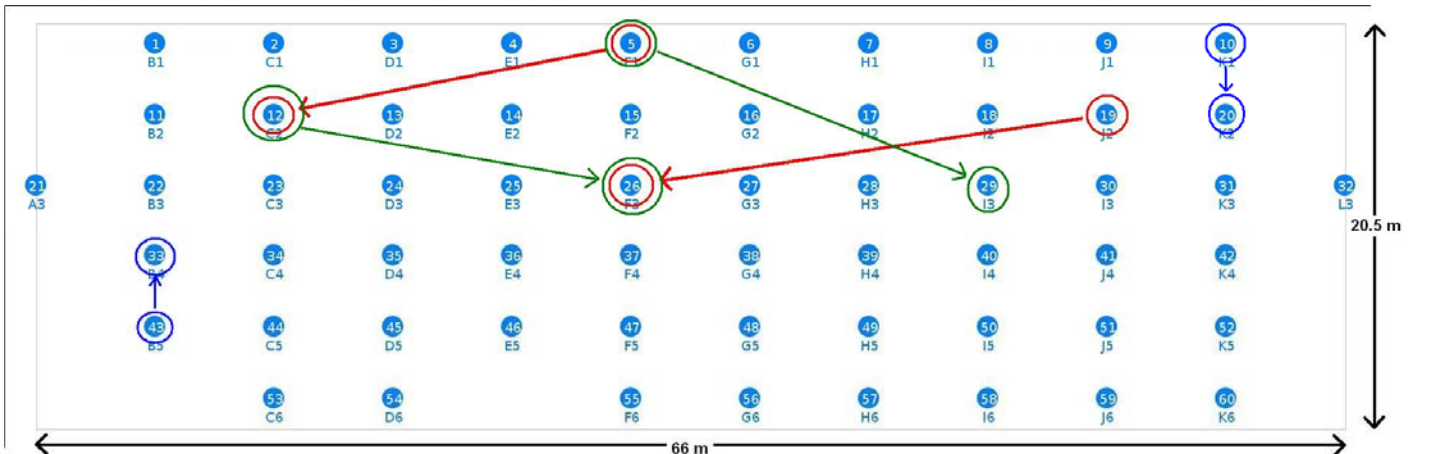 1 2 3 4 5 6 7 8 9 10
B1 C1 D1 E1 F1 G1 H1 I1 J1 K1
11 12 13 14 15 16 17 18 19 20
B2 C2 D2 E2 F2 G2 H2 I2 J2 K2
21 22 23 24 25 26 27 28 29 30 31 32
A3 B3 C3 D3 E3 F3 G3 H3 I3 I3 K3 L3
20.5 m
33 34 35 36 37 38 39 40 41 42
B4 C4 D4 E4 F4 G4 H4 I4 J4 K4
43 44 45 46 47 48 49 50 51 52
B5 C5 D5 E5 F5 G5 H5 I5 J5 K5
53 54 55 56 57 58 59 60
C6 D6 F6 G6 H6 I6 J6 K6
66 m